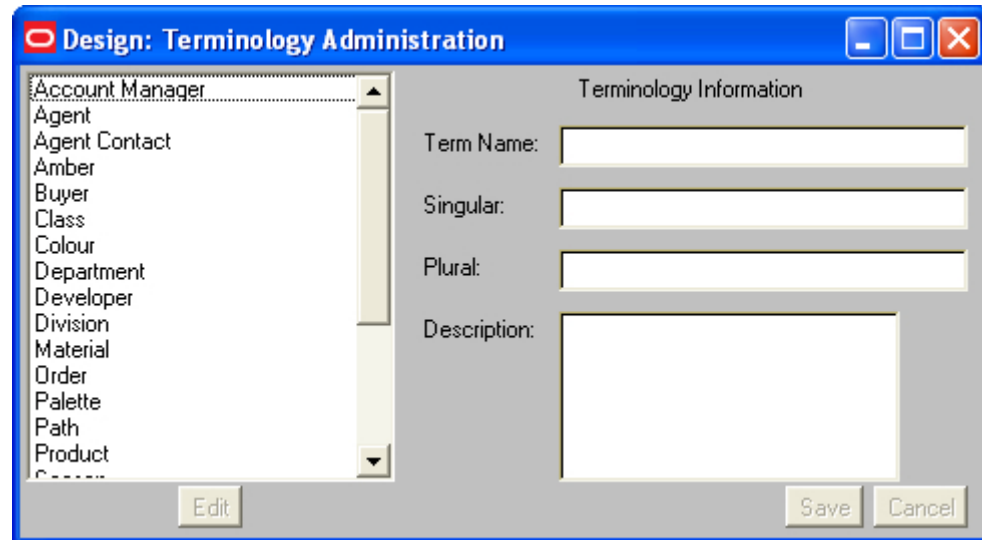 Design: Terminology Administration
Account Manager
Agent
Agent Contact
Amber
Buyer
Class
Colour
Department
Developer
Division
Material
Order
Palette
Path
Product
Edit
Terminology Information
Term Name:
Singular:
Plural:
Description:
Save
Cancel